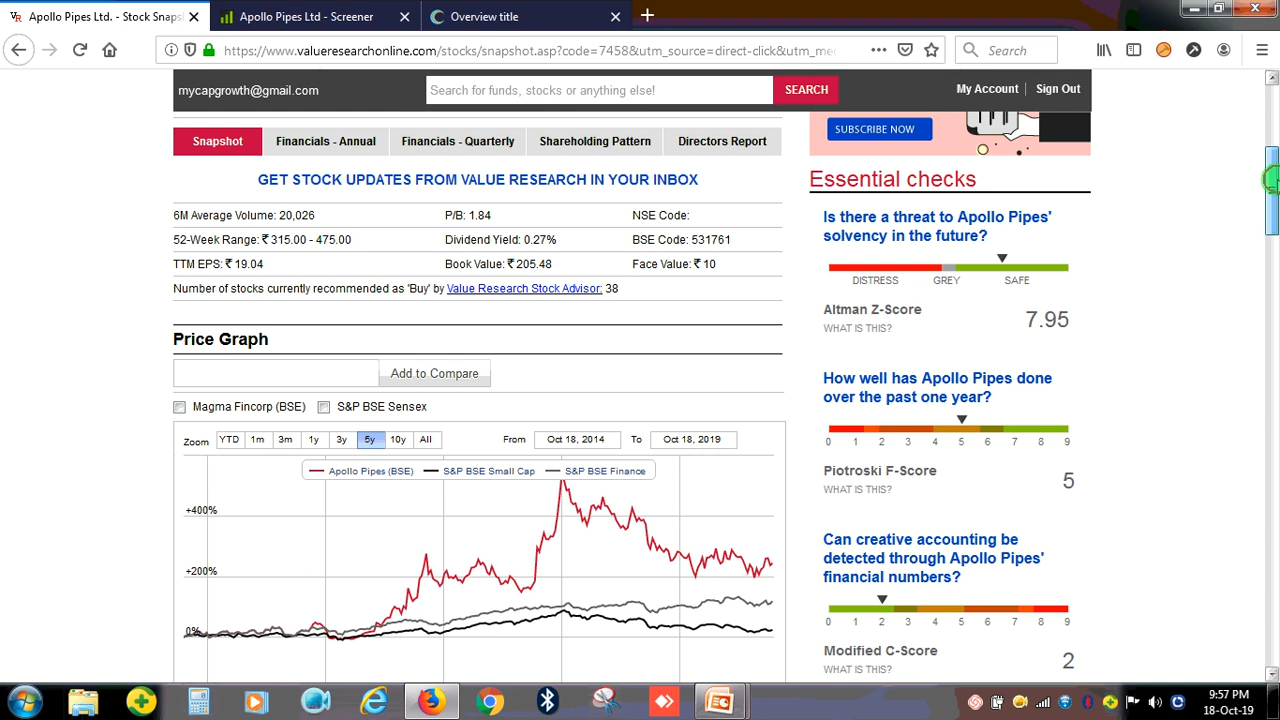 Apollo Pipes Ltd. - Stock Snaps
Apollo Pipes Ltd - Screener
Overview title
https://www.valueresearchonline.com/stocks/snapshot.asp?code=7458&utm_source=direct-click&utm_me
Search
mycapgrowth@gmail.com
Search for funds, stocks or anything else!
SEARCH
My Account
Sign Out
Snapshot
Financials - Annual
Financials - Quarterly
Shareholding Pattern
Directors Report
SUBSCRIBE NOW
GET STOCK UPDATES FROM VALUE RESEARCH IN YOUR INBOX
6M Average Volume: 20,026
P/B: 1.84
NSE Code:
52-Week Range: ₹ 315.00 - 475.00
Dividend Yield: 0.27%
BSE Code: 531761
TTM EPS: ₹ 19.04
Book Value: ₹ 205.48
Face Value: ₹ 10
Number of stocks currently recommended as 'Buy' by Value Research Stock Advisor: 38
Price Graph
Add to Compare
Magma Fincorp (BSE)
S&P BSE Sensex
Zoom
YTD
1m
3m
1y
3y
5y
10y
All
From
Oct 18, 2014
To
Oct 18, 2019
Apollo Pipes (BSE)
S&P BSE Small Cap
S&P BSE Finance
+400%
+200%
0%
Essential checks
Is there a threat to Apollo Pipes'
solvency in the future?
DISTRESS
GREY
SAFE
Altman Z-Score
7.95
WHAT IS THIS?
How well has Apollo Pipes done
over the past one year?
0 1 2 3 4 5 6 7 8 9
Piotroski F-Score
5
WHAT IS THIS?
Can creative accounting be
detected through Apollo Pipes'
financial numbers?
0 1 2 3 4 5 6 7 8 9
Modified C-Score
2
WHAT IS THIS?
9:57 PM
18-Oct-19